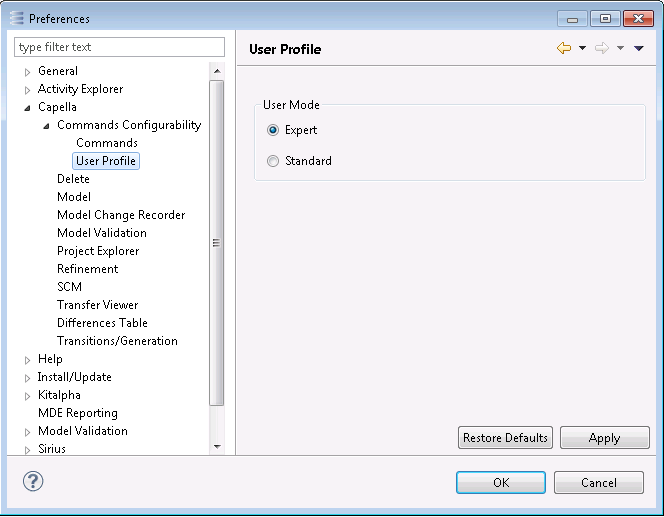 Preferences
type filter text
General
Activity Explorer
Capella
Commands Configurability
Commands
User Profile
Delete
Model
Model Change Recorder
Model Validation
Project Explorer
Refinement
SCM
Transfer Viewer
Differences Table
Transitions/Generation
Help
Install/Update
Kitalpha
MDE Reporting
Model Validation
Sirius
User Profile
User Mode
Expert
Standard
Restore Defaults Apply
OK Cancel